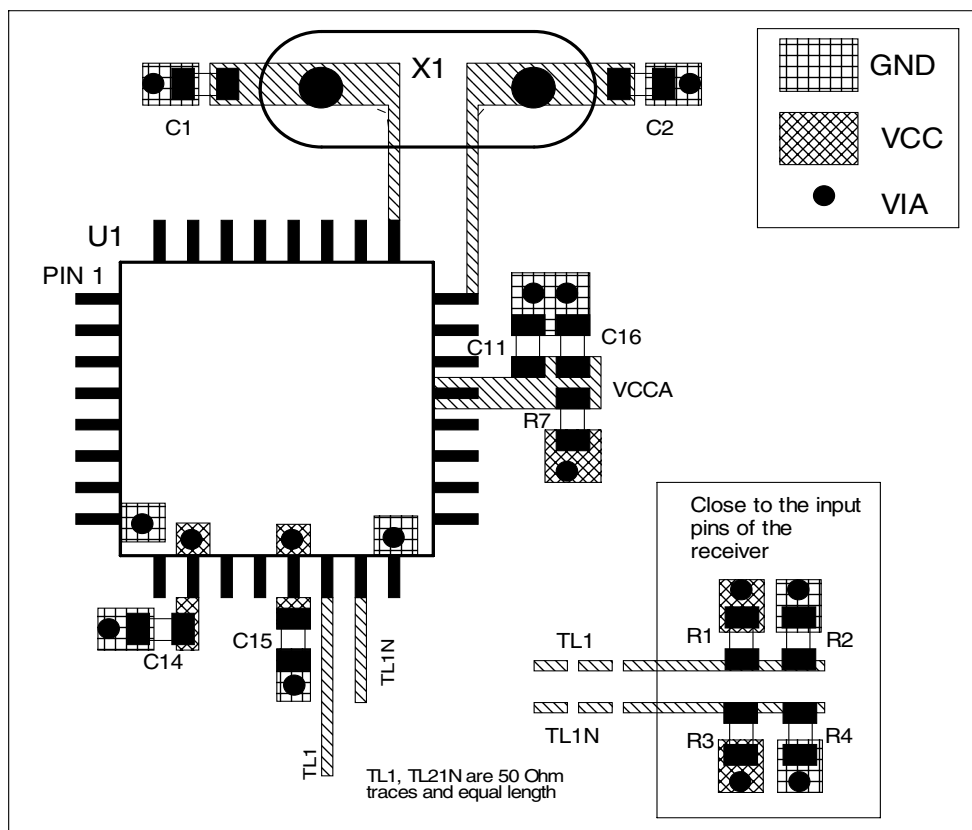 X1
GND
C1
C2
VCC
VIA
U1
PIN 1
C11
C16
VCCA
R7
Close to the input
pins of the
receiver
C14
C15
TL1
TL1N
TL1
TL1N
R1
R2
R3
R4
TL1, TL21N are 50 Ohm
traces and equal length